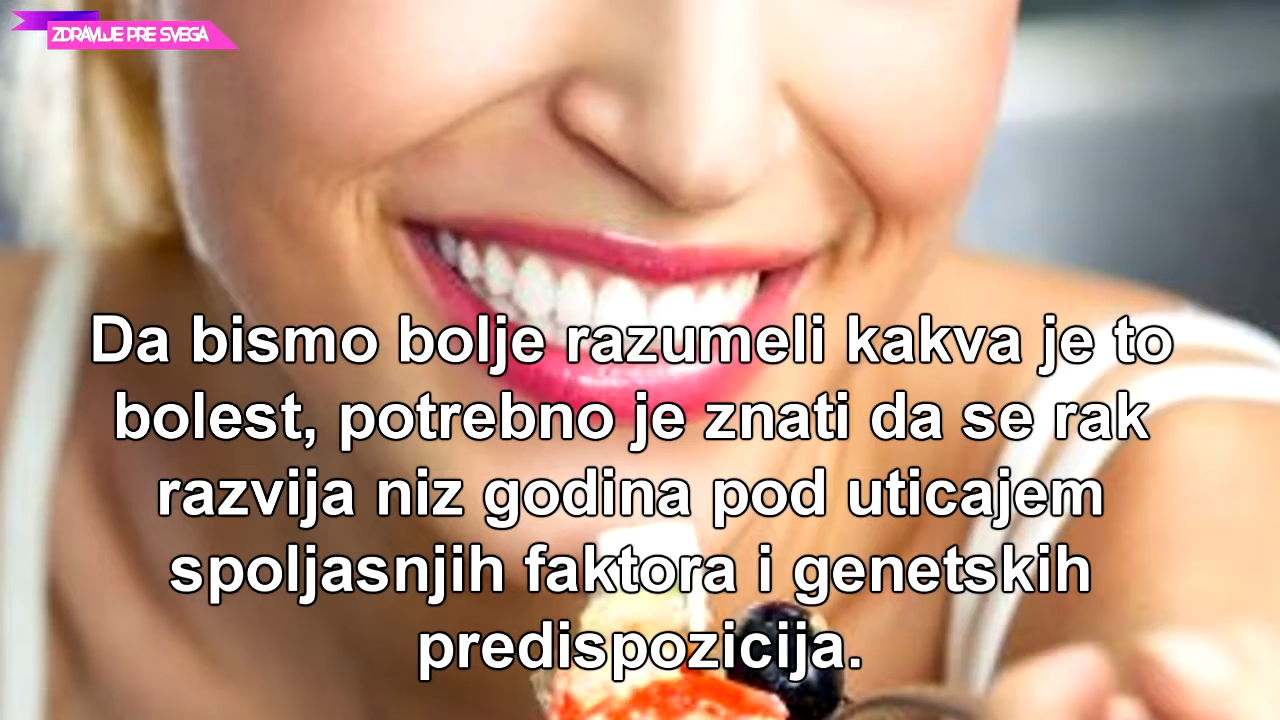 ZDRAVLJE PRE SVEGA
Da bismo bolje razumeli kakva je to
bolest, potrebno je znati da se rak
razvija niz godina pod uticajem
spoljasnjih faktora i genetskih
predispozicija.